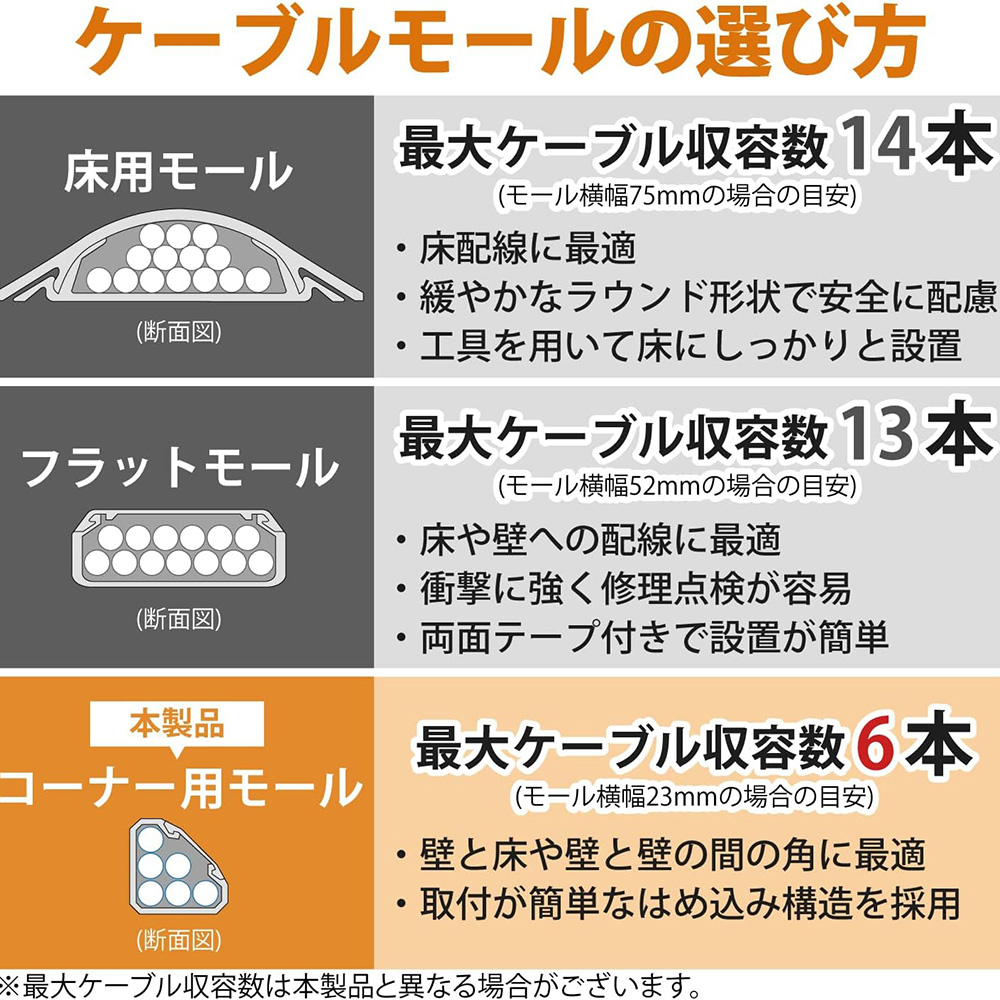 ケーブルモールの選び方
床用モール
(断面図)
最大ケーブル収容数14本
(モール横幅75mmの場合の目安)
・床配線に最適
・緩やかなラウンド形状で安全に配慮
・工具を用いて床にしっかりと設置
フラットモール
(断面図)
最大ケーブル収容数13本
(モール横幅52mmの場合の目安)
・床や壁への配線に最適
・衝撃に強く修理点検が容易
・両面テープ付きで設置が簡単
本製品
コーナー用モール
(断面図)
最大ケーブル収容数6本
(モール横幅23mmの場合の目安)
・壁と床や壁と壁の間の角に最適
・取付が簡単なはめ込み構造を採用
※最大ケーブル収容数は本製品と異なる場合がございます。